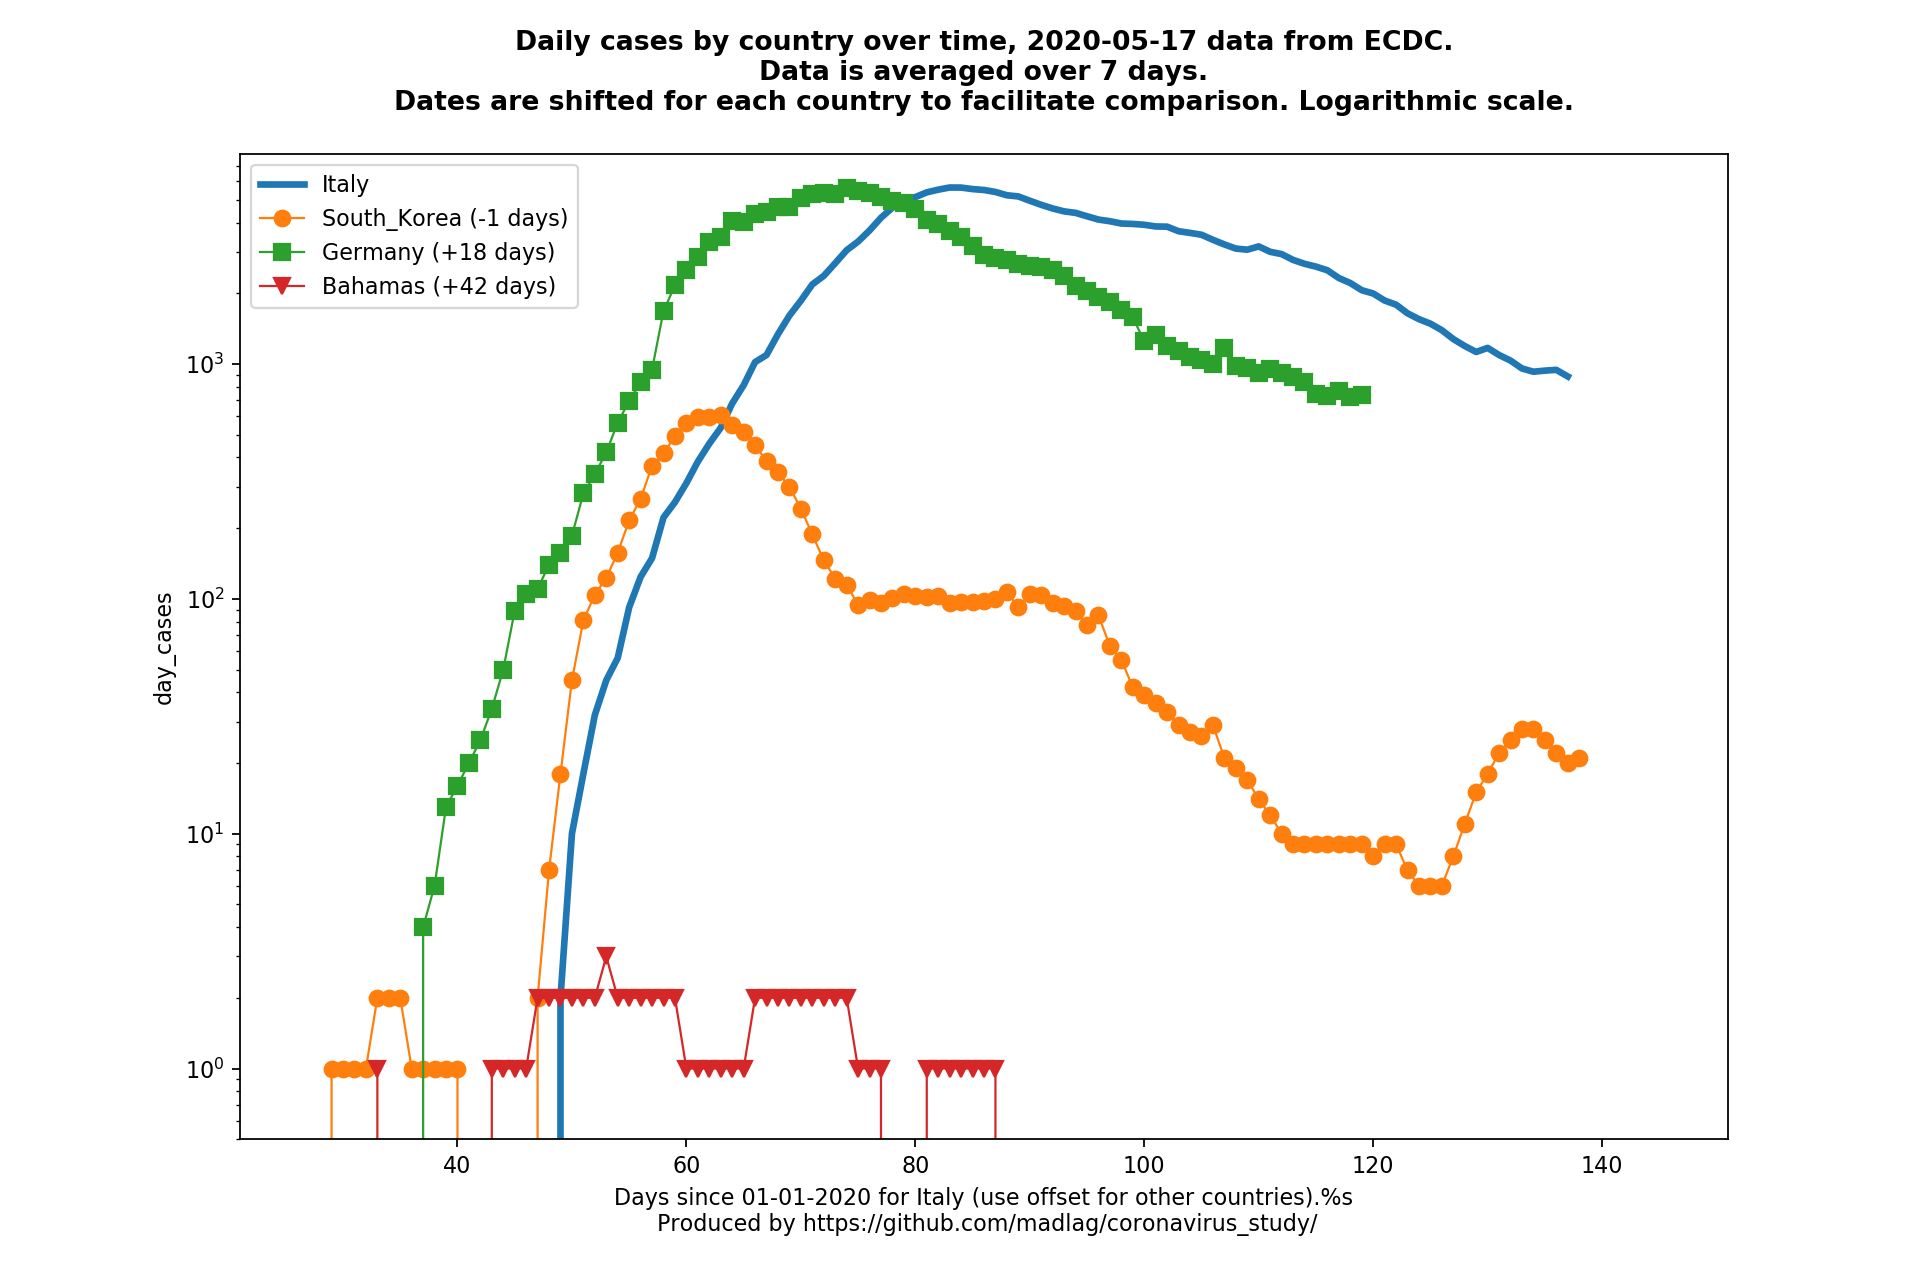 Daily cases by country over time, 2020-05-17 data from ECDC.
Data is averaged over 7 days.
Dates are shifted for each country to facilitate comparison. Logarithmic scale.
Italy
South_Korea (-1 days)
Germany (+18 days)
Bahamas (+42 days)
10³
10²
10¹
10⁰
day_cases
40 60 80 100 120 140
Days since 01-01-2020 for Italy (use offset for other countries).%s
Produced by https://github.com/madlag/coronavirus_study/